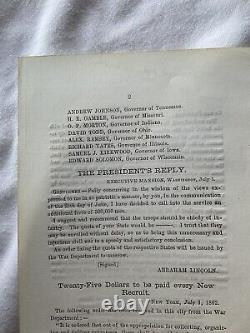 2
ANDREW JOHNSON, Governor of Tennessee.
H. R. GAMBLE, Governor of Missouri.
O. P. MORTON, Governor of Indiana.
DAVID TODD, Governor of Ohio.
ALEX. RAMSEY, Governor of Minnesota.
RICHARD YATES, Governor of Illinois.
SAMUEL J. KIRKWOOD, Governor of Iowa.
EDWARD SOLOMON, Governor of Wisconsin.
THE PRESIDENT'S REPLY.
EXECUTIVE MANSION, Washington, July 1.
GENTLEMEN:—Fully concurring in the wisdom of the views expressed to me in so patriotic a manner by you in the communication of the day of June, I have decided to call into the service an additional force of 300,000 men.
I suggest and recommend that the troops should be chiefly of infantry. The quota of your State would be . I trust that they may be enrolled without delay, so as to bring this unnecessary and injurious civil war to a speedy and satisfactory conclusion.
An order fixing the quotas of the respective States will be issued by the War Department to-morrow.
(Signed)
ABRAHAM LINCOLN.
Twenty-Five Dollars to be paid every New Recruit.
New York, July 1, 1862.
The following order was received in this city to-day from the War Department:—
"It is ordered that out of the appropriation for collecting, organizing